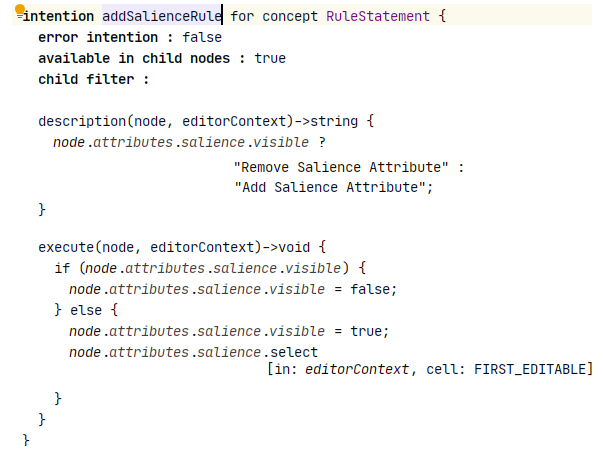 intention addSalienceRule for concept RuleStatement {
error intention : false
available in child nodes : true
child filter :
description(node, editorContext)->string {
node.attributes.salience.visible ?
"Remove Salience Attribute" :
"Add Salience Attribute";
}
execute(node, editorContext)->void {
if (node.attributes.salience.visible) {
node.attributes.salience.visible = false;
} else {
node.attributes.salience.visible = true;
node.attributes.salience.select
[in: editorContext, cell: FIRST_EDITABLE]
}
}
}